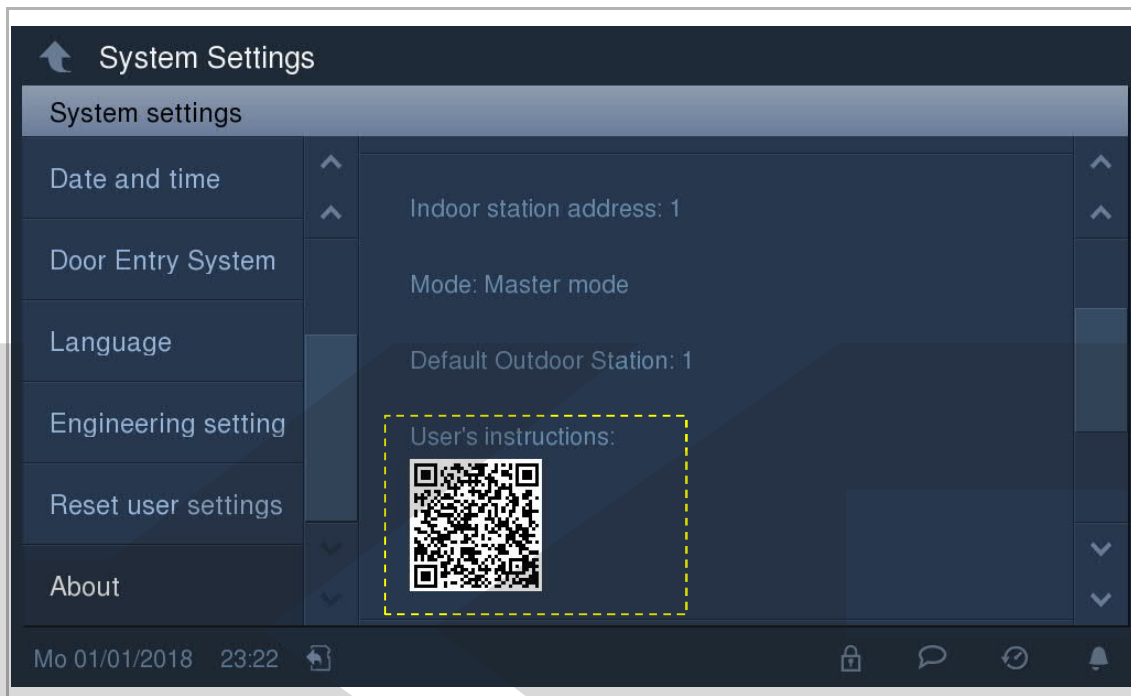 System Settings
System settings
Date and time
Door Entry System
Language
Engineering setting
Reset user settings
About
Indoor station address: 1
Mode: Master mode
Default Outdoor Station: 1
User's instructions:
Mo 01/01/2018 23:22